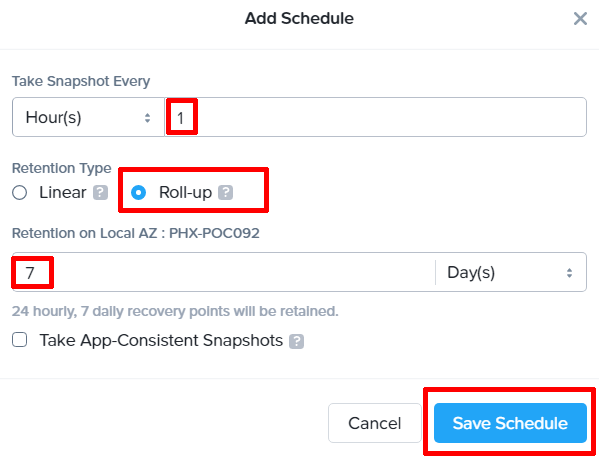 Add Schedule
Take Snapshot Every
Hour(s) 1
Retention Type
Linear ? Roll-up ?
Retention on Local AZ : PHX-POC092
7 Day(s)
24 hourly, 7 daily recovery points will be retained.
Take App-Consistent Snapshots ?
Cancel Save Schedule